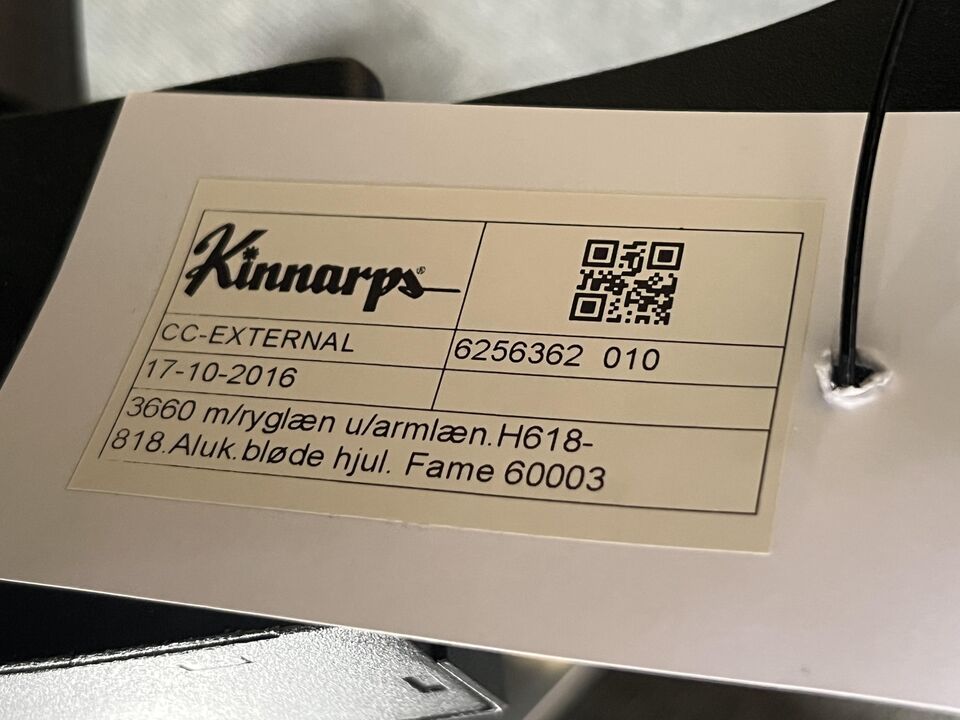 Kinnarps®
CC-EXTERNAL
6256362 010
17-10-2016
3660 m/ryglæn u/armlæn.H618-
818.Aluk.bløde hjul. Fame 60003